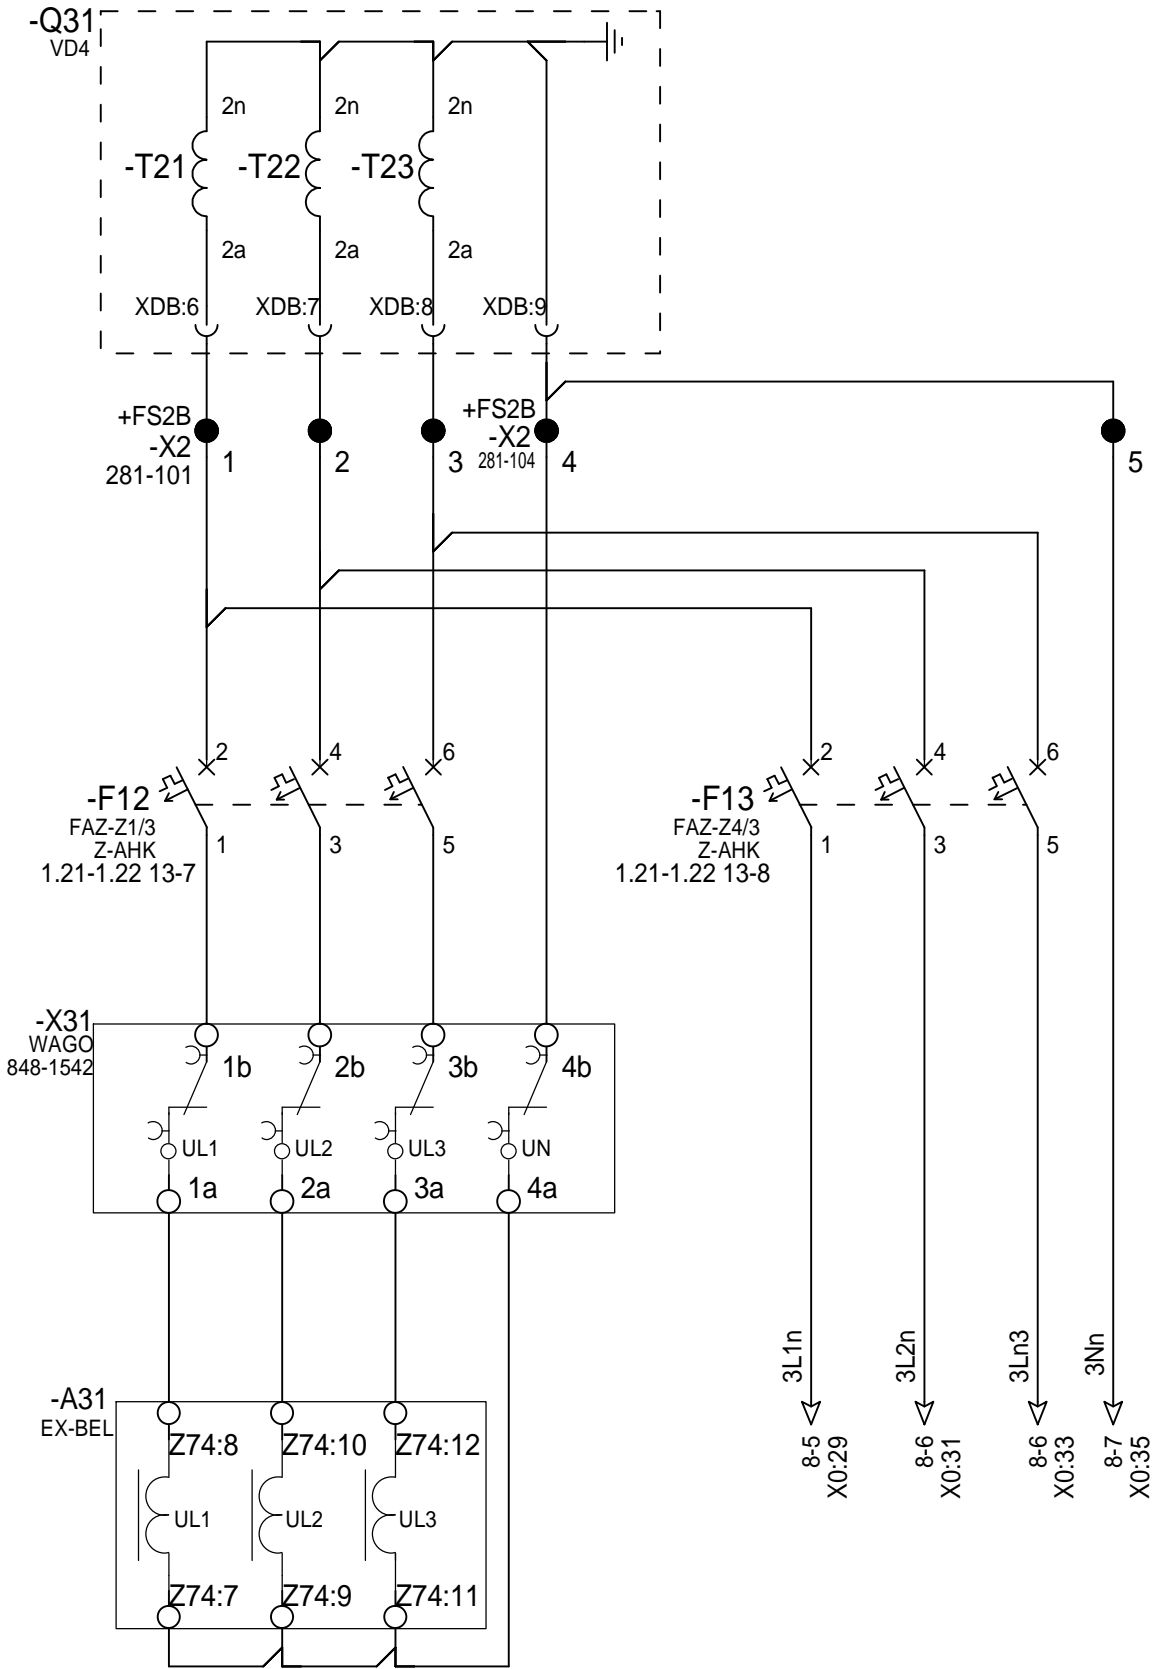 -Q31
VD4
2n
2n
2n
-T21
-T22
-T23
2a
2a
2a
XDB:6
XDB:7
XDB:8
XDB:9
+FS2B
-X2
281-101
1
2
3
+FS2B
-X2
281-104
4
5
2
4
6
-F12
FAZ-Z1/3
Z-AHK
1.21-1.22 13-7
1
3
5
2
4
6
-F13
FAZ-Z4/3
Z-AHK
1.21-1.22 13-8
1
3
5
-X31
WAGO
848-1542
1b
2b
3b
4b
UL1
UL2
UL3
UN
1a
2a
3a
4a
3L1n
3L2n
3Ln3
3Nn
8-5
X0:29
8-6
X0:31
8-6
X0:33
8-7
X0:35
-A31
EX-BEL
Z74:8
Z74:10
Z74:12
UL1
UL2
UL3
Z74:7
Z74:9
Z74:11